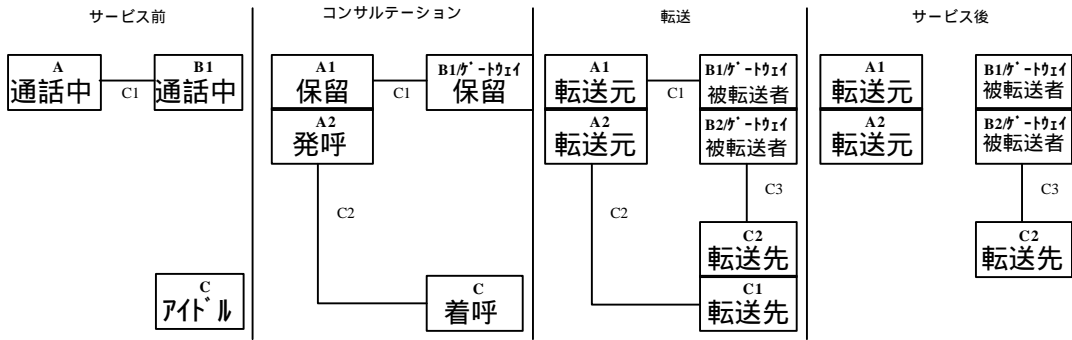 サービス前
A
通話中
C1
B1
通話中
C
ｱｲﾄﾞﾙ
コンサルテーション
A1
保留
C1
B1/ｹﾞｰﾄｳｪｲ
保留
A2
発呼
C2
C
着呼
転送
A1
転送元
C1
B1/ｹﾞｰﾄｳｪｲ
被転送者
A2
転送元
B2/ｹﾞｰﾄｳｪｲ
被転送者
C3
C2
C2
転送先
C1
転送先
サービス後
A1
転送元
B1/ｹﾞｰﾄｳｪｲ
被転送者
A2
転送元
B2/ｹﾞｰﾄｳｪｲ
被転送者
C3
C2
転送先